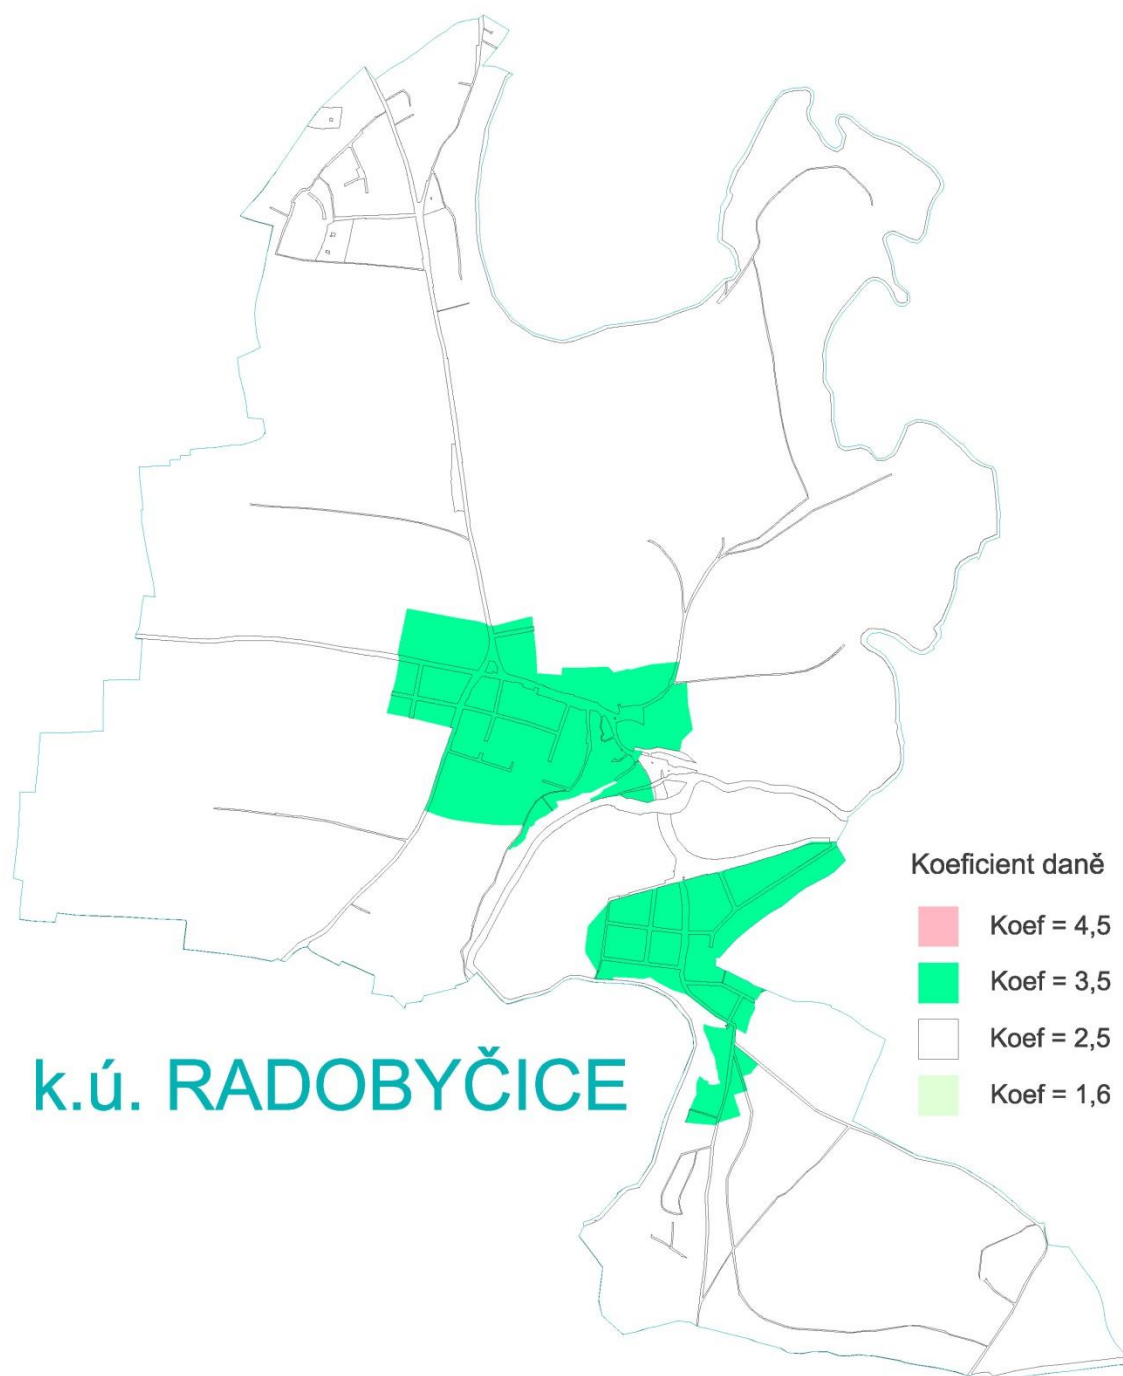 Koeficient daně
Koef = 4,5
Koef = 3,5
Koef = 2,5
Koef = 1,6
k.ú. RADOBYČICE